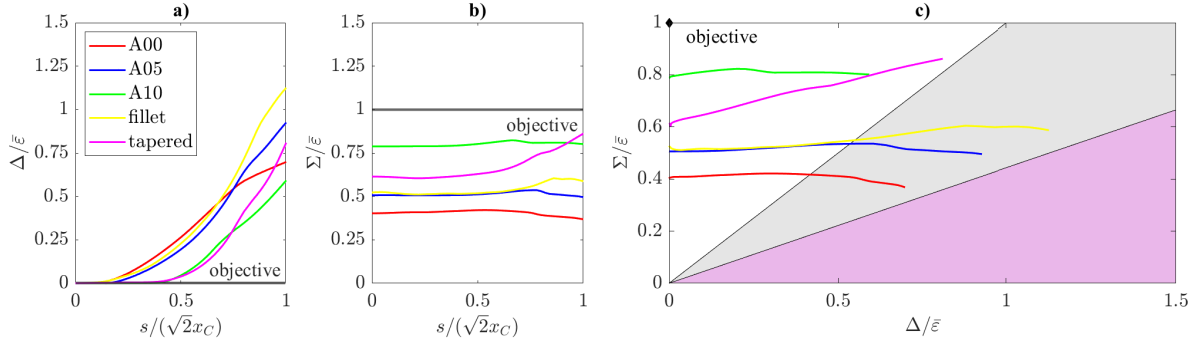 a)
1.5
1.25
1
0.75
0.5
0.25
0
Δ/ε̄
A00
A05
A10
fillet
tapered
objective
0 0.5 1
s/(√2x_C)
b)
1.5
1.25
1
0.75
0.5
0.25
0
Σ/ε̄
objective
0 0.5 1
s/(√2x_C)
c)
1
0.8
0.6
0.4
0.2
0
Σ/ε̄
objective
0 0.5 1 1.5
Δ/ε̄